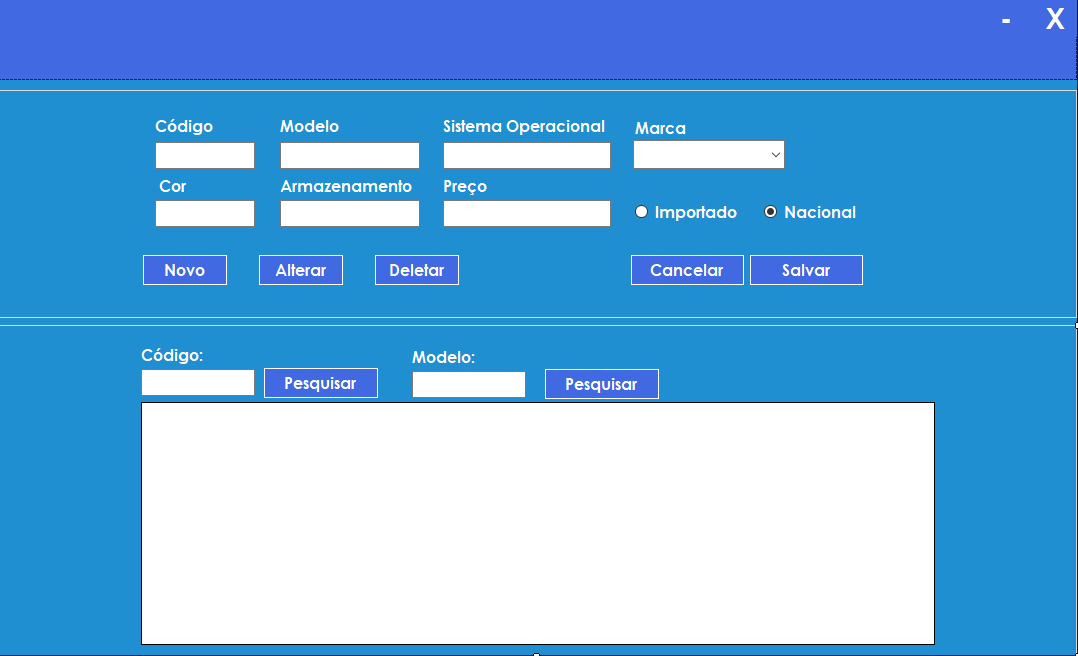 - X
Código Modelo Sistema Operacional Marca
Cor Armazenamento Preço
Importado Nacional
Novo Alterar Deletar Cancelar Salvar
Código: Modelo:
Pesquisar Pesquisar